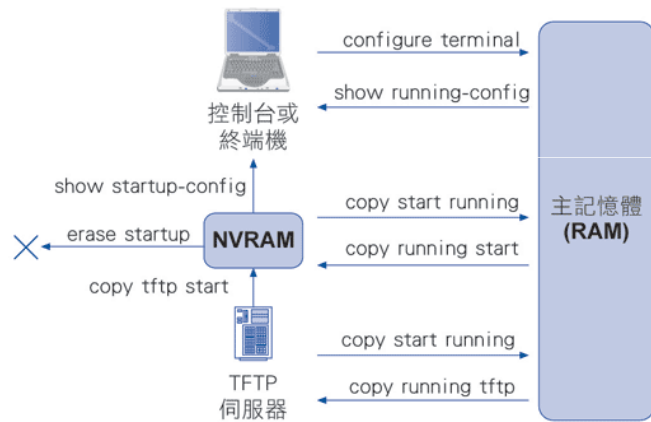 configure terminal
show running-config
控制台或
終端機
show startup-config
copy start running
主記憶體
(RAM)
erase startup
NVRAM
copy running start
copy tftp start
copy start running
TFTP
伺服器
copy running tftp